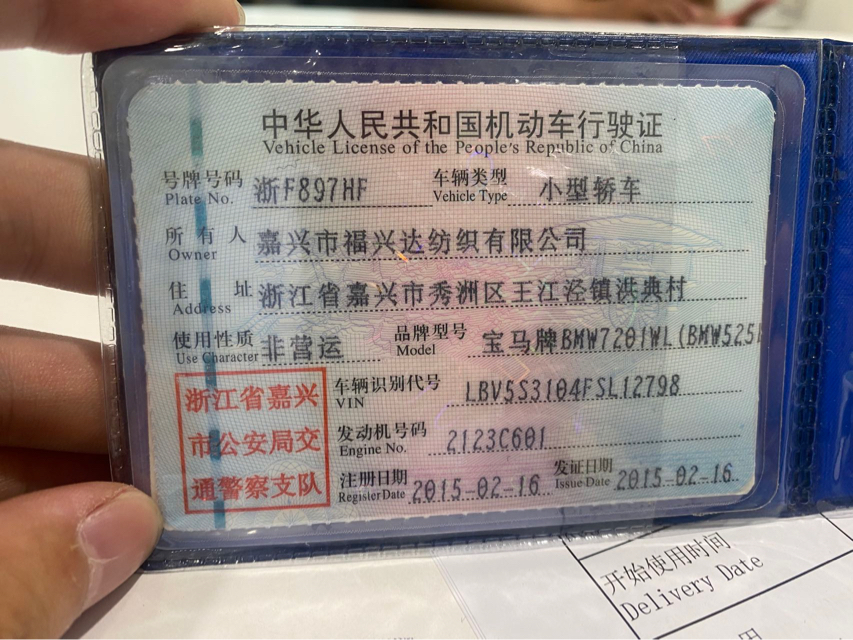 中华人民共和国机动车行驶证
Vehicle License of the People's Republic of China
号牌号码 浙F897HF 车辆类型 小型轿车
Plate No. Vehicle Type
所有人 嘉兴市福兴达纺织有限公司
Owner
住址 浙江省嘉兴市秀洲区王江泾镇洪典村
Address
使用性质 非营运 品牌型号 宝马牌BMW7201WL(BMW525
Use Character Model
浙江省嘉兴
市公安局交
通警察支队
车辆识别代号 LBV5S3104FSL12798
VIN
发动机号码 2123C601
Engine No.
注册日期 2015-02-16 发证日期 2015-02-16
Register Date Issue Date
开始使用时间
Delivery Date